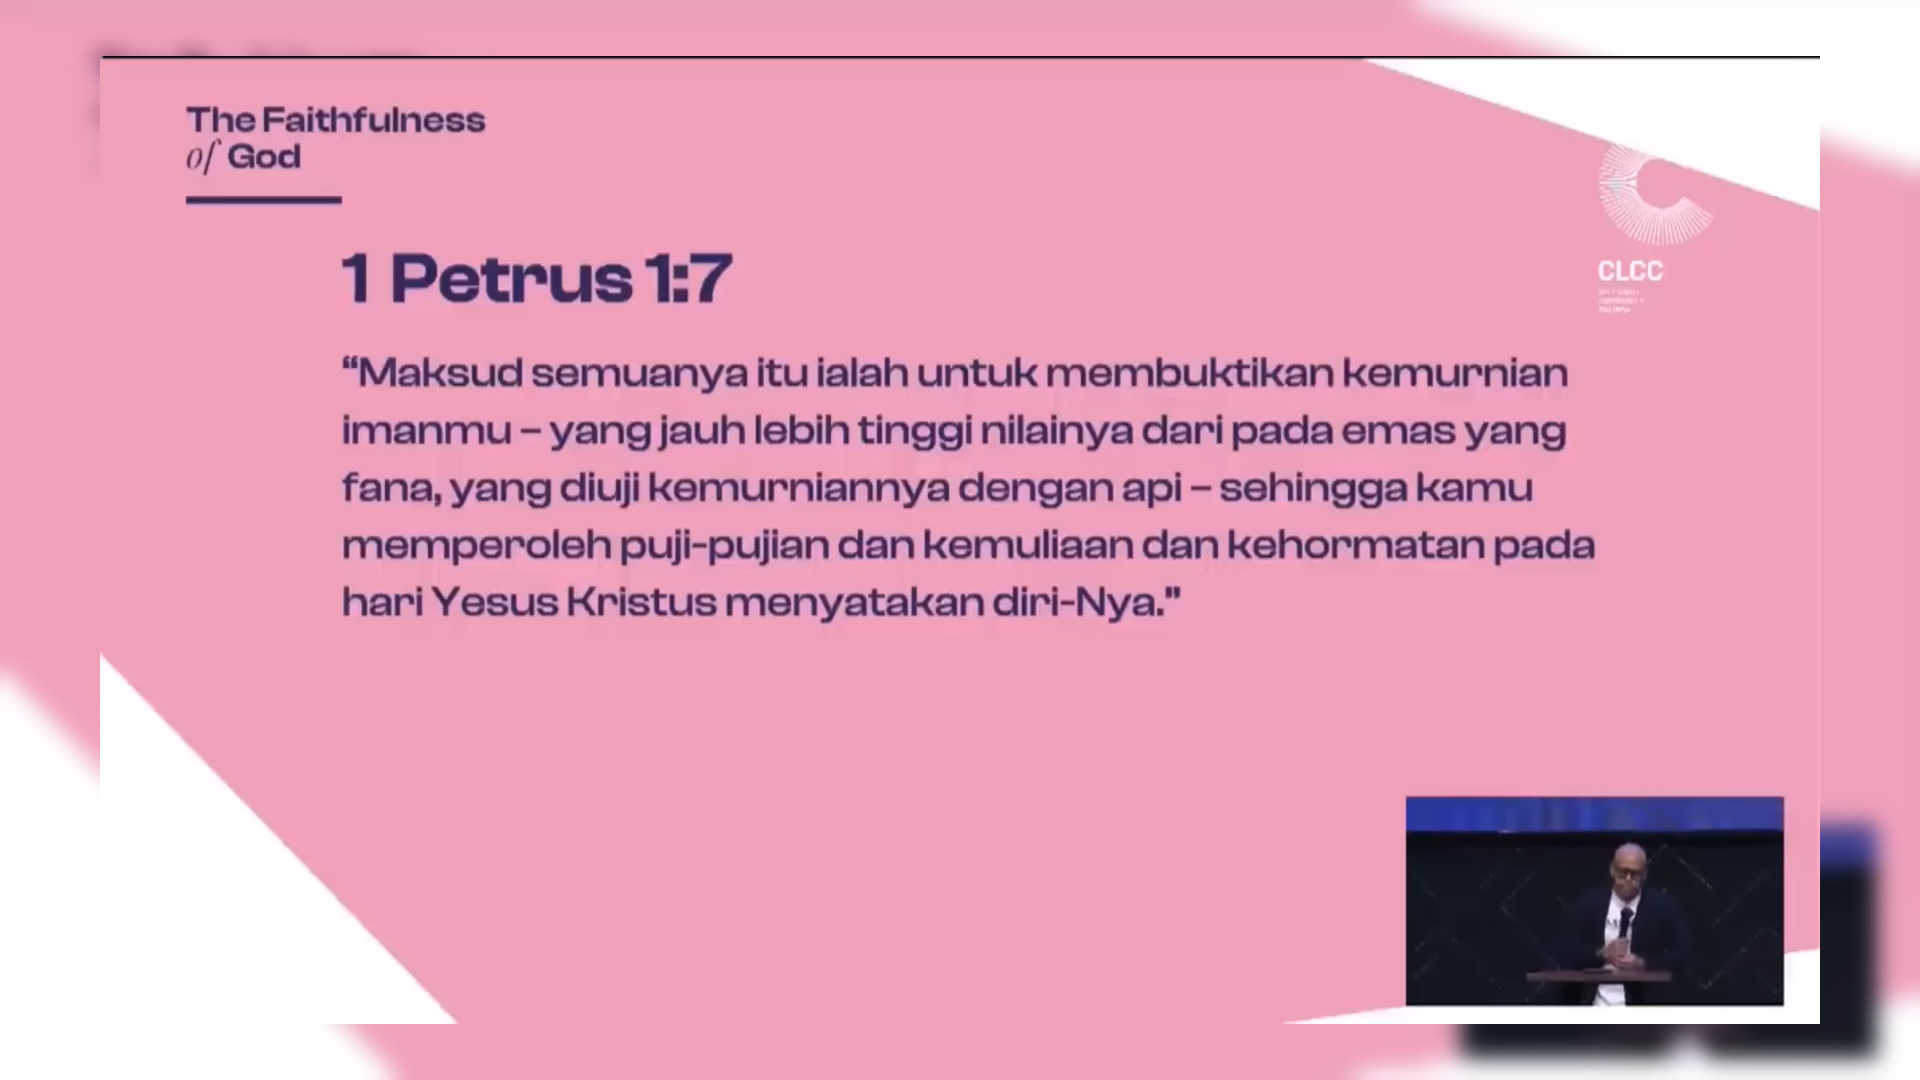 The Faithfulness
of God
1 Petrus 1:7
“Maksud semuanya itu ialah untuk membuktikan kemurnian
imanmu – yang jauh lebih tinggi nilainya dari pada emas yang
fana, yang diuji kemurniannya dengan api – sehingga kamu
memperoleh puji-pujian dan kemuliaan dan kehormatan pada
hari Yesus Kristus menyatakan diri-Nya.”
CLCC